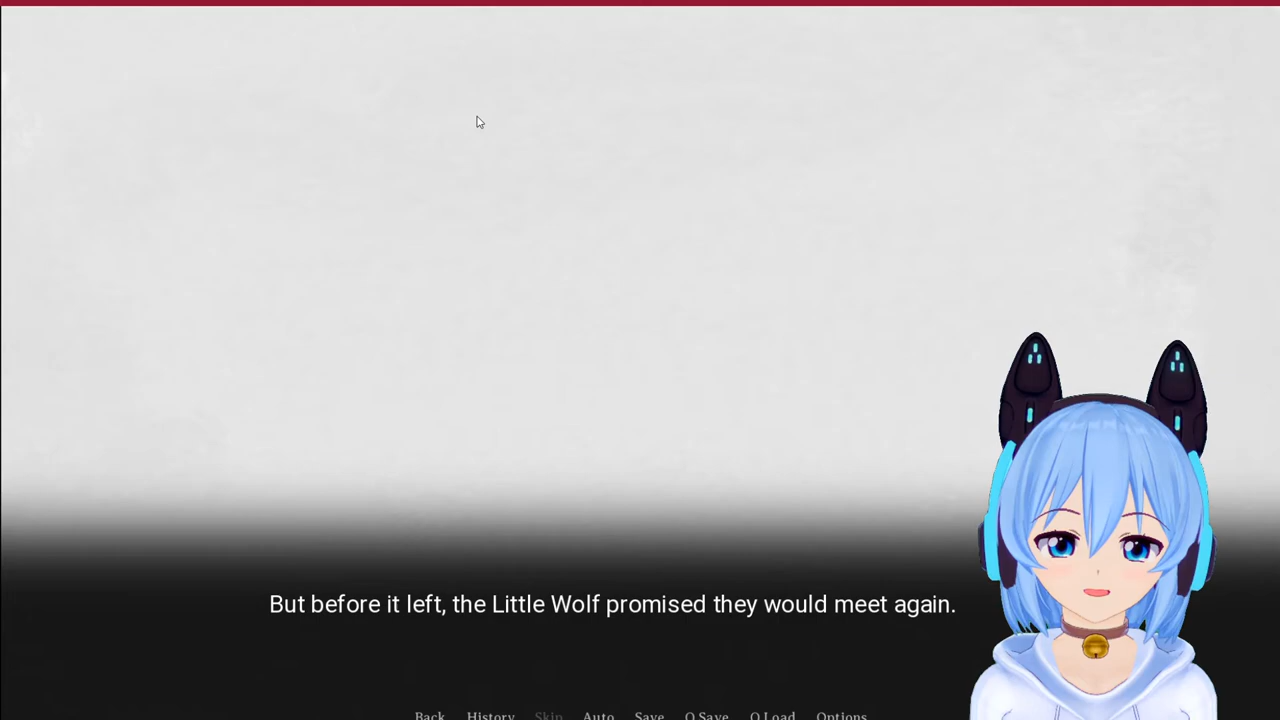 But before it left, the Little Wolf promised they would meet again.
Back History Skip Auto Save Q.Save Q.Load Options